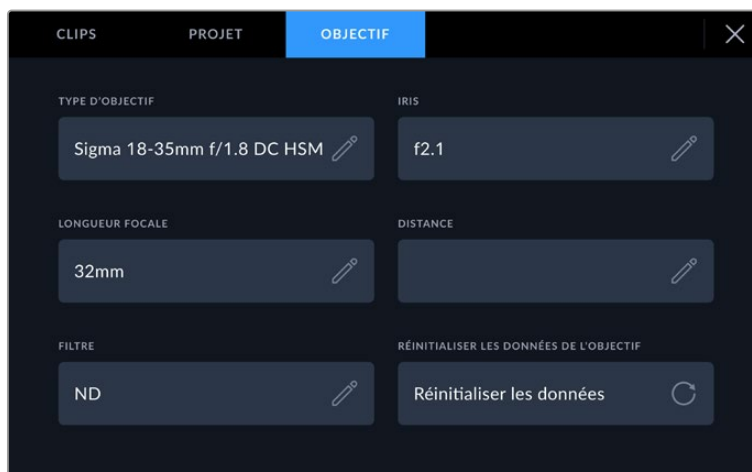 CLIPS PROJET OBJECTIF
TYPE D'OBJECTIF IRIS
Sigma 18-35mm f/1.8 DC HSM f2.1
LONGUEUR FOCALE DISTANCE
32mm
FILTRE RÉINITIALISER LES DONNÉES DE L'OBJECTIF
ND Réinitialiser les données